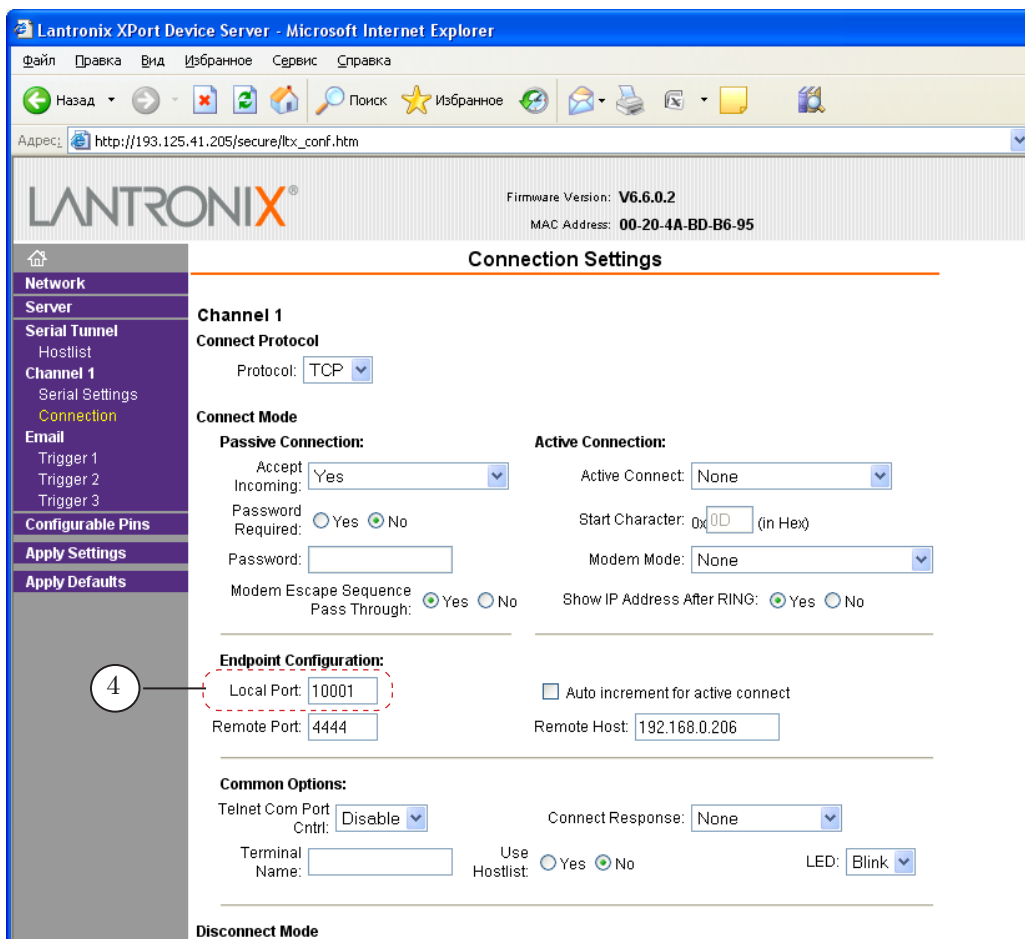 Lantronix XPort Device Server - Microsoft Internet Explorer
Файл Правка Вид Избранное Сервис Справка
Назад Поиск Избранное
Адрес: http://193.125.41.205/secure/ltx_conf.htm
LANTRONIX®
Firmware Version: V6.6.0.2
MAC Address: 00-20-4A-BD-B6-95
Network
Server
Serial Tunnel
Hostlist
Channel 1
Serial Settings
Connection
Email
Trigger 1
Trigger 2
Trigger 3
Configurable Pins
Apply Settings
Apply Defaults
Connection Settings
Channel 1
Connect Protocol
Protocol: TCP
Connect Mode
Passive Connection:
Accept Incoming: Yes
Password Required: Yes No
Password:
Modem Escape Sequence Pass Through: Yes No
Active Connection:
Active Connect: None
Start Character: 0x 0D (in Hex)
Modem Mode: None
Show IP Address After RING: Yes No
Endpoint Configuration:
4
Local Port: 10001
Auto increment for active connect
Remote Port: 4444
Remote Host: 192.168.0.206
Common Options:
Telnet Com Port Cntrl: Disable
Connect Response: None
Terminal Name:
Use Hostlist: Yes No
LED: Blink
Disconnect Mode